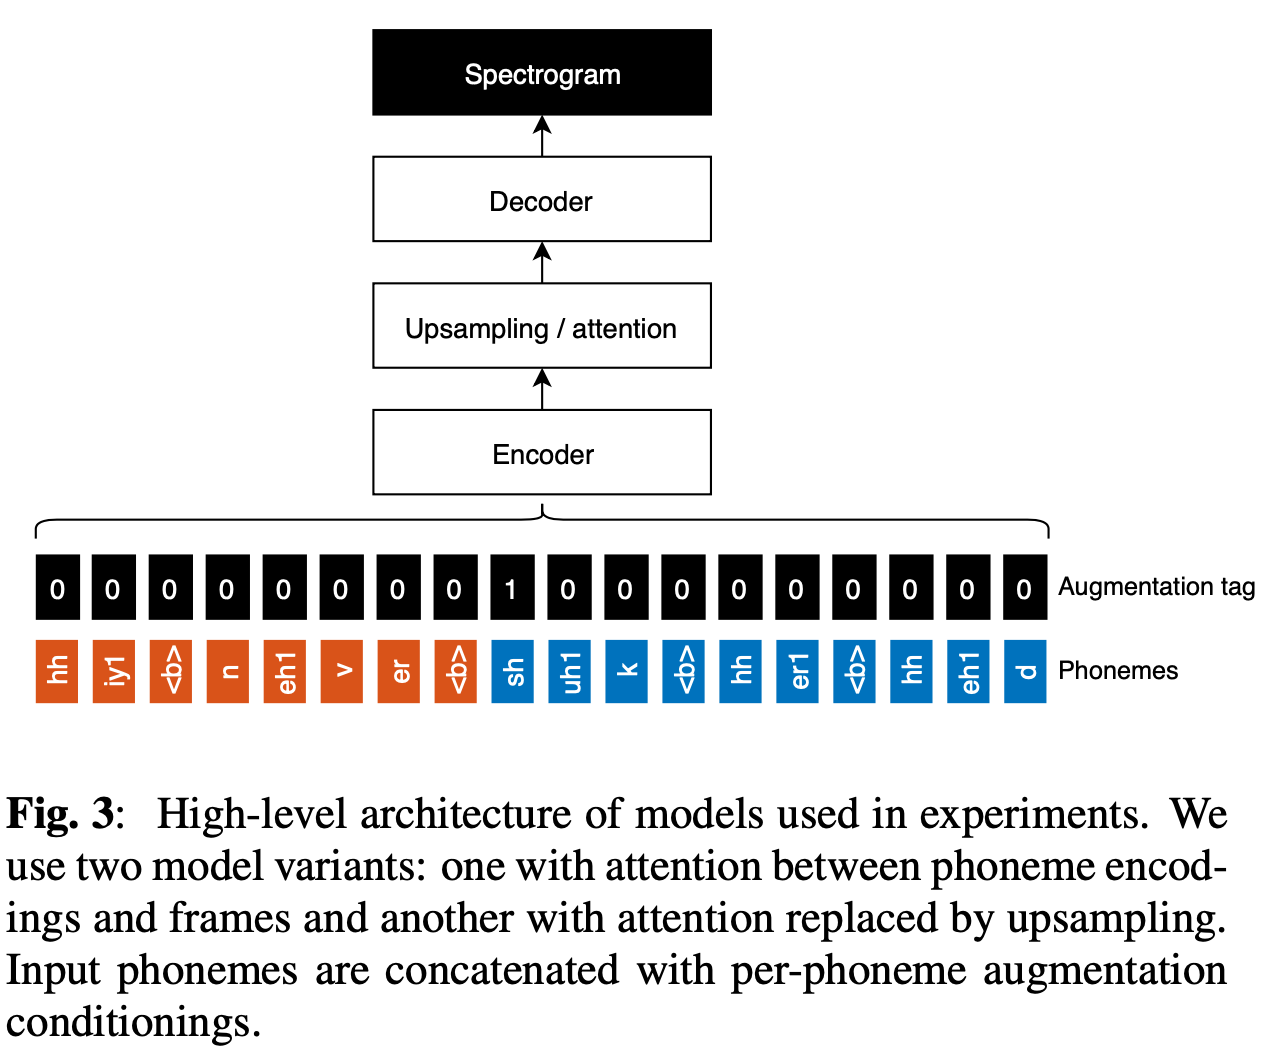 Spectrogram
Decoder
Upsampling / attention
Encoder
0 0 0 0 0 0 0 0 1 0 0 0 0 0 0 0 0 0 Augmentation tag
hh iy1 <b> n eh1 v er <b> sh uh1 k <b> hh er1 <b> hh eh1 d Phonemes
Fig. 3: High-level architecture of models used in experiments. We
use two model variants: one with attention between phoneme encod-
ings and frames and another with attention replaced by upsampling.
Input phonemes are concatenated with per-phoneme augmentation
conditionings.